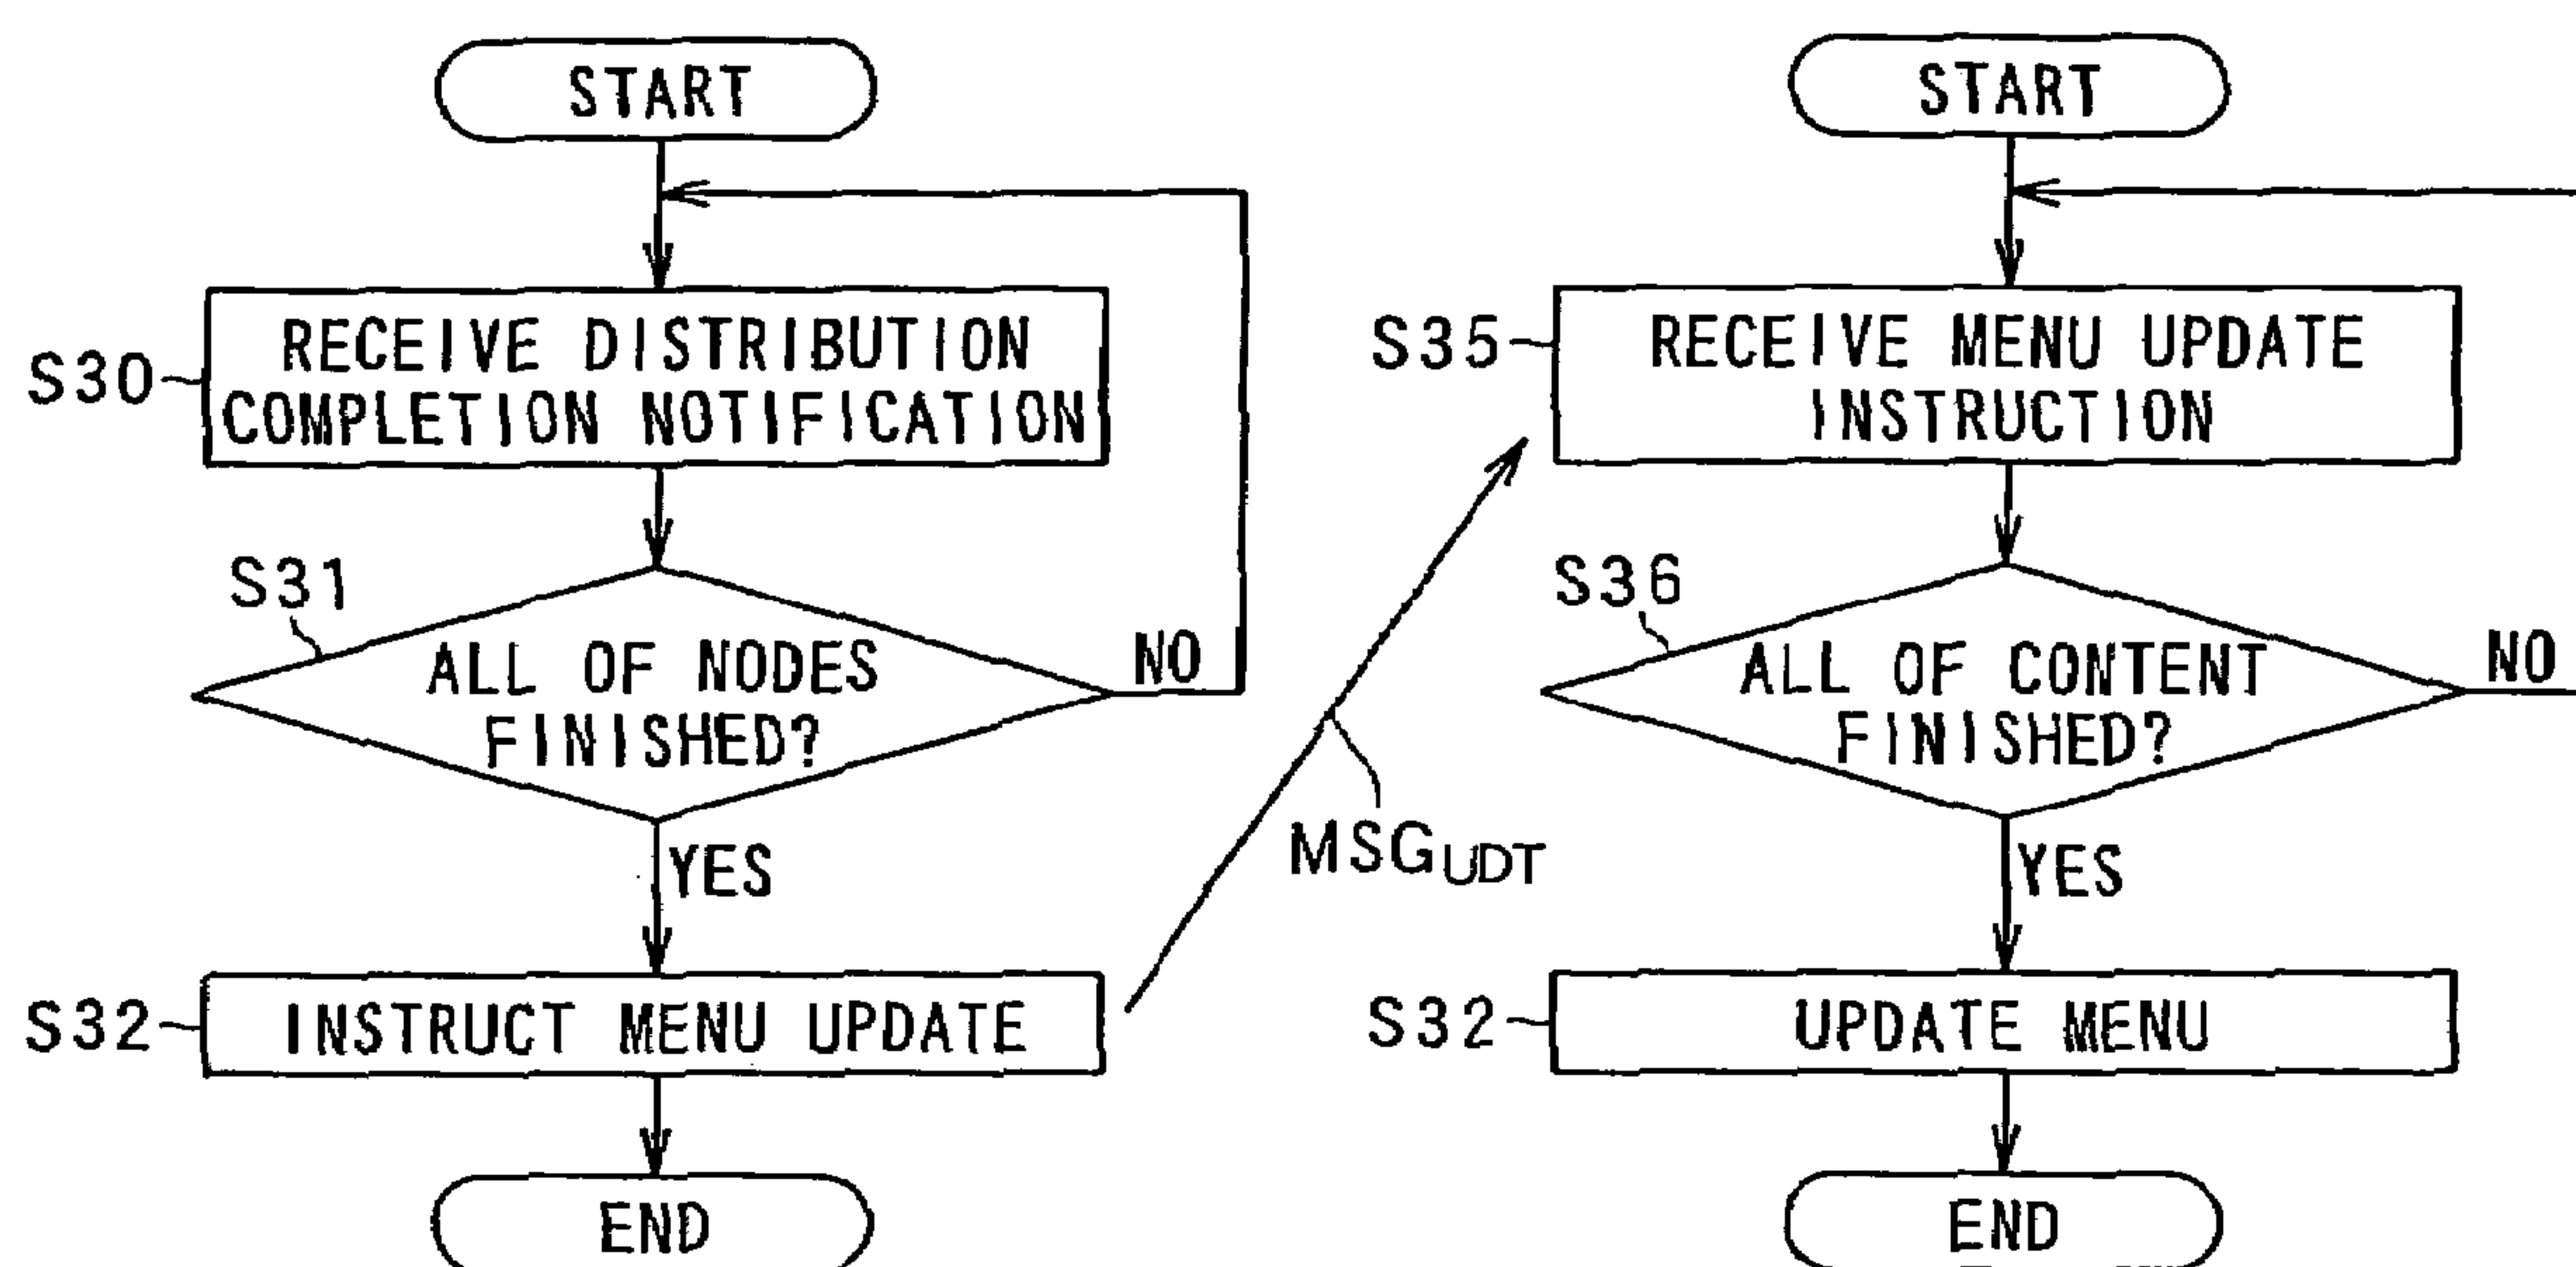 START
S30
RECEIVE DISTRIBUTION
COMPLETION NOTIFICATION
S31
ALL OF NODES
FINISHED?
NO
YES
S32
INSTRUCT MENU UPDATE
END
MSGUDT
START
S35
RECEIVE MENU UPDATE
INSTRUCTION
S36
ALL OF CONTENT
FINISHED?
NO
YES
S32
UPDATE MENU
END